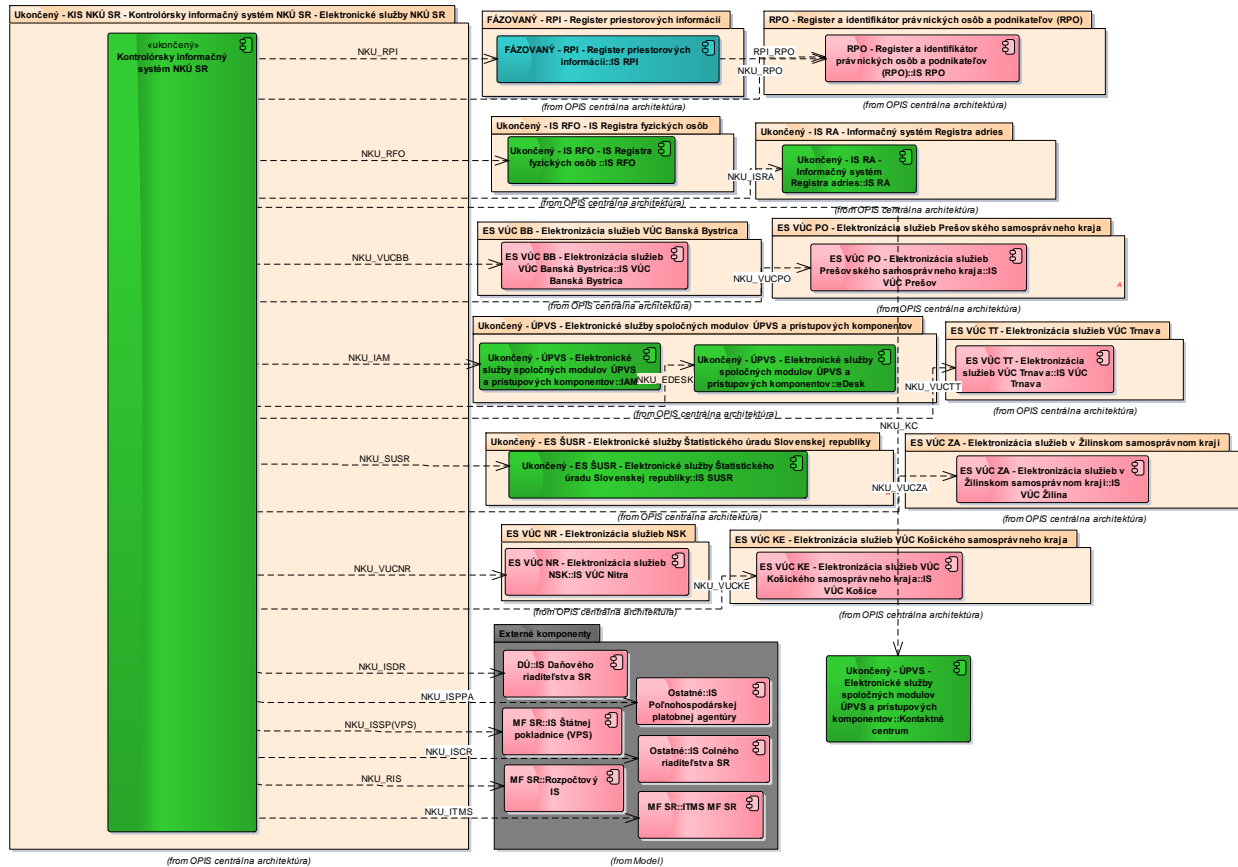 Ukončený - KIS NKÚ SR - Kontrolórsky informačný systém NKÚ SR - Elektronické služby NKÚ SR
«ukončený»
Kontrolórsky informačný
systém NKÚ SR
(from OPIS centrálna architektúra)
NKU_RPI
FÁZOVANÝ - RPI - Register priestorových informácií
FÁZOVANÝ - RPI - Register priestorových
informácií::IS RPI
(from OPIS centrálna architektúra)
RPI_RPO
NKU_RPO
RPO - Register a identifikátor právnických osôb a podnikateľov (RPO)
RPO - Register a identifikátor
právnických osôb a podnikateľov
(RPO)::IS RPO
(from OPIS centrálna architektúra)
NKU_RFO
Ukončený - IS RFO - IS Registra fyzických osôb
Ukončený - IS RFO - IS Registra
fyzických osôb ::IS RFO
(from OPIS centrálna architektúra)
NKU_ISRA
Ukončený - IS RA - Informačný systém Registra adries
Ukončený - IS RA -
Informačný systém
Registra adries::IS RA
(from OPIS centrálna architektúra)
NKU_VUCBB
ES VÚC BB - Elektronizácia služieb VÚC Banská Bystrica
ES VÚC BB - Elektronizácia služieb
VÚC Banská Bystrica::IS VÚC
Banská Bystrica
(from OPIS centrálna architektúra)
NKU_VUCPO
ES VÚC PO - Elektronizácia služieb Prešovského samosprávneho kraja
ES VÚC PO - Elektronizácia služieb
Prešovského samosprávneho kraja::IS
VÚC Prešov
A
(from OPIS centrálna architektúra)
NKU_IAM
Ukončený - ÚPVS - Elektronické služby spoločných modulov ÚPVS a prístupových komponentov
Ukončený - ÚPVS - Elektronické
služby spoločných modulov ÚPVS
a prístupových komponentov::IAM
NKU_EDESK
Ukončený - ÚPVS - Elektronické služby
spoločných modulov ÚPVS a
prístupových komponentov::eDesk
(from OPIS centrálna architektúra)
NKU_VUCTT
ES VÚC TT - Elektronizácia služieb VÚC Trnava
ES VÚC TT - Elektronizácia
služieb VÚC Trnava::IS VÚC
Trnava
(from OPIS centrálna architektúra)
NKU_KC
NKU_SUSR
Ukončený - ES ŠUSR - Elektronické služby Štatistického úradu Slovenskej republiky
Ukončený - ES ŠUSR - Elektronické služby Štatistického
úradu Slovenskej republiky::IS SUSR
(from OPIS centrálna architektúra)
NKU_VUCZA
ES VÚC ZA - Elektronizácia služieb v Žilinskom samosprávnom kraji
ES VÚC ZA - Elektronizácia služieb v
Žilinskom samosprávnom kraji::IS
VÚC Žilina
(from OPIS centrálna architektúra)
NKU_VUCNR
ES VÚC NR - Elektronizácia služieb NSK
ES VÚC NR - Elektronizácia služieb
NSK::IS VÚC Nitra
(from OPIS centrálna architektúra)
NKU_VUCKE
ES VÚC KE - Elektronizácia služieb VÚC Košického samosprávneho kraja
ES VÚC KE - Elektronizácia služieb VÚC
Košického samosprávneho kraja::IS
VÚC Košice
(from OPIS centrálna architektúra)
Externé komponenty
NKU_ISDR
DÚ::IS Daňového
riaditeľstva SR
NKU_ISPPA
Ostatné::IS
Poľnohospodárskej
platobnej agentúry
NKU_ISSP(VPS)
MF SR::IS Štátnej
pokladnice (VPS)
NKU_ISCR
Ostatné::IS Colného
riaditeľstva SR
NKU_RIS
MF SR::Rozpočtový
IS
NKU_ITMS
MF SR::ITMS MF SR
(from Model)
Ukončený - ÚPVS -
Elektronické služby
spoločných modulov
ÚPVS a prístupových
komponentov::Kontaktné
centrum